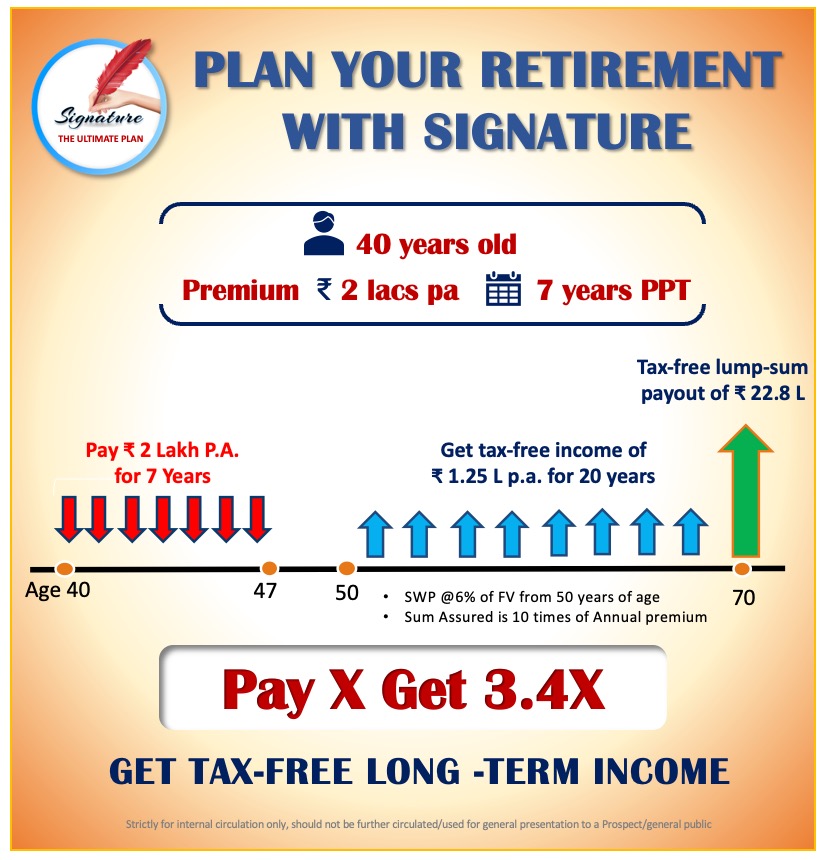 Signature
THE ULTIMATE PLAN
PLAN YOUR RETIREMENT
WITH SIGNATURE
40 years old
Premium ₹ 2 lacs pa 7 years PPT
Tax-free lump-sum
payout of ₹ 22.8 L
Pay ₹ 2 Lakh P.A.
for 7 Years
Get tax-free income of
₹ 1.25 L p.a. for 20 years
Age 40
47
50
70
• SWP @6% of FV from 50 years of age
• Sum Assured is 10 times of Annual premium
Pay X Get 3.4X
GET TAX-FREE LONG -TERM INCOME
Strictly for internal circulation only, should not be further circulated/used for general presentation to a Prospect/general public